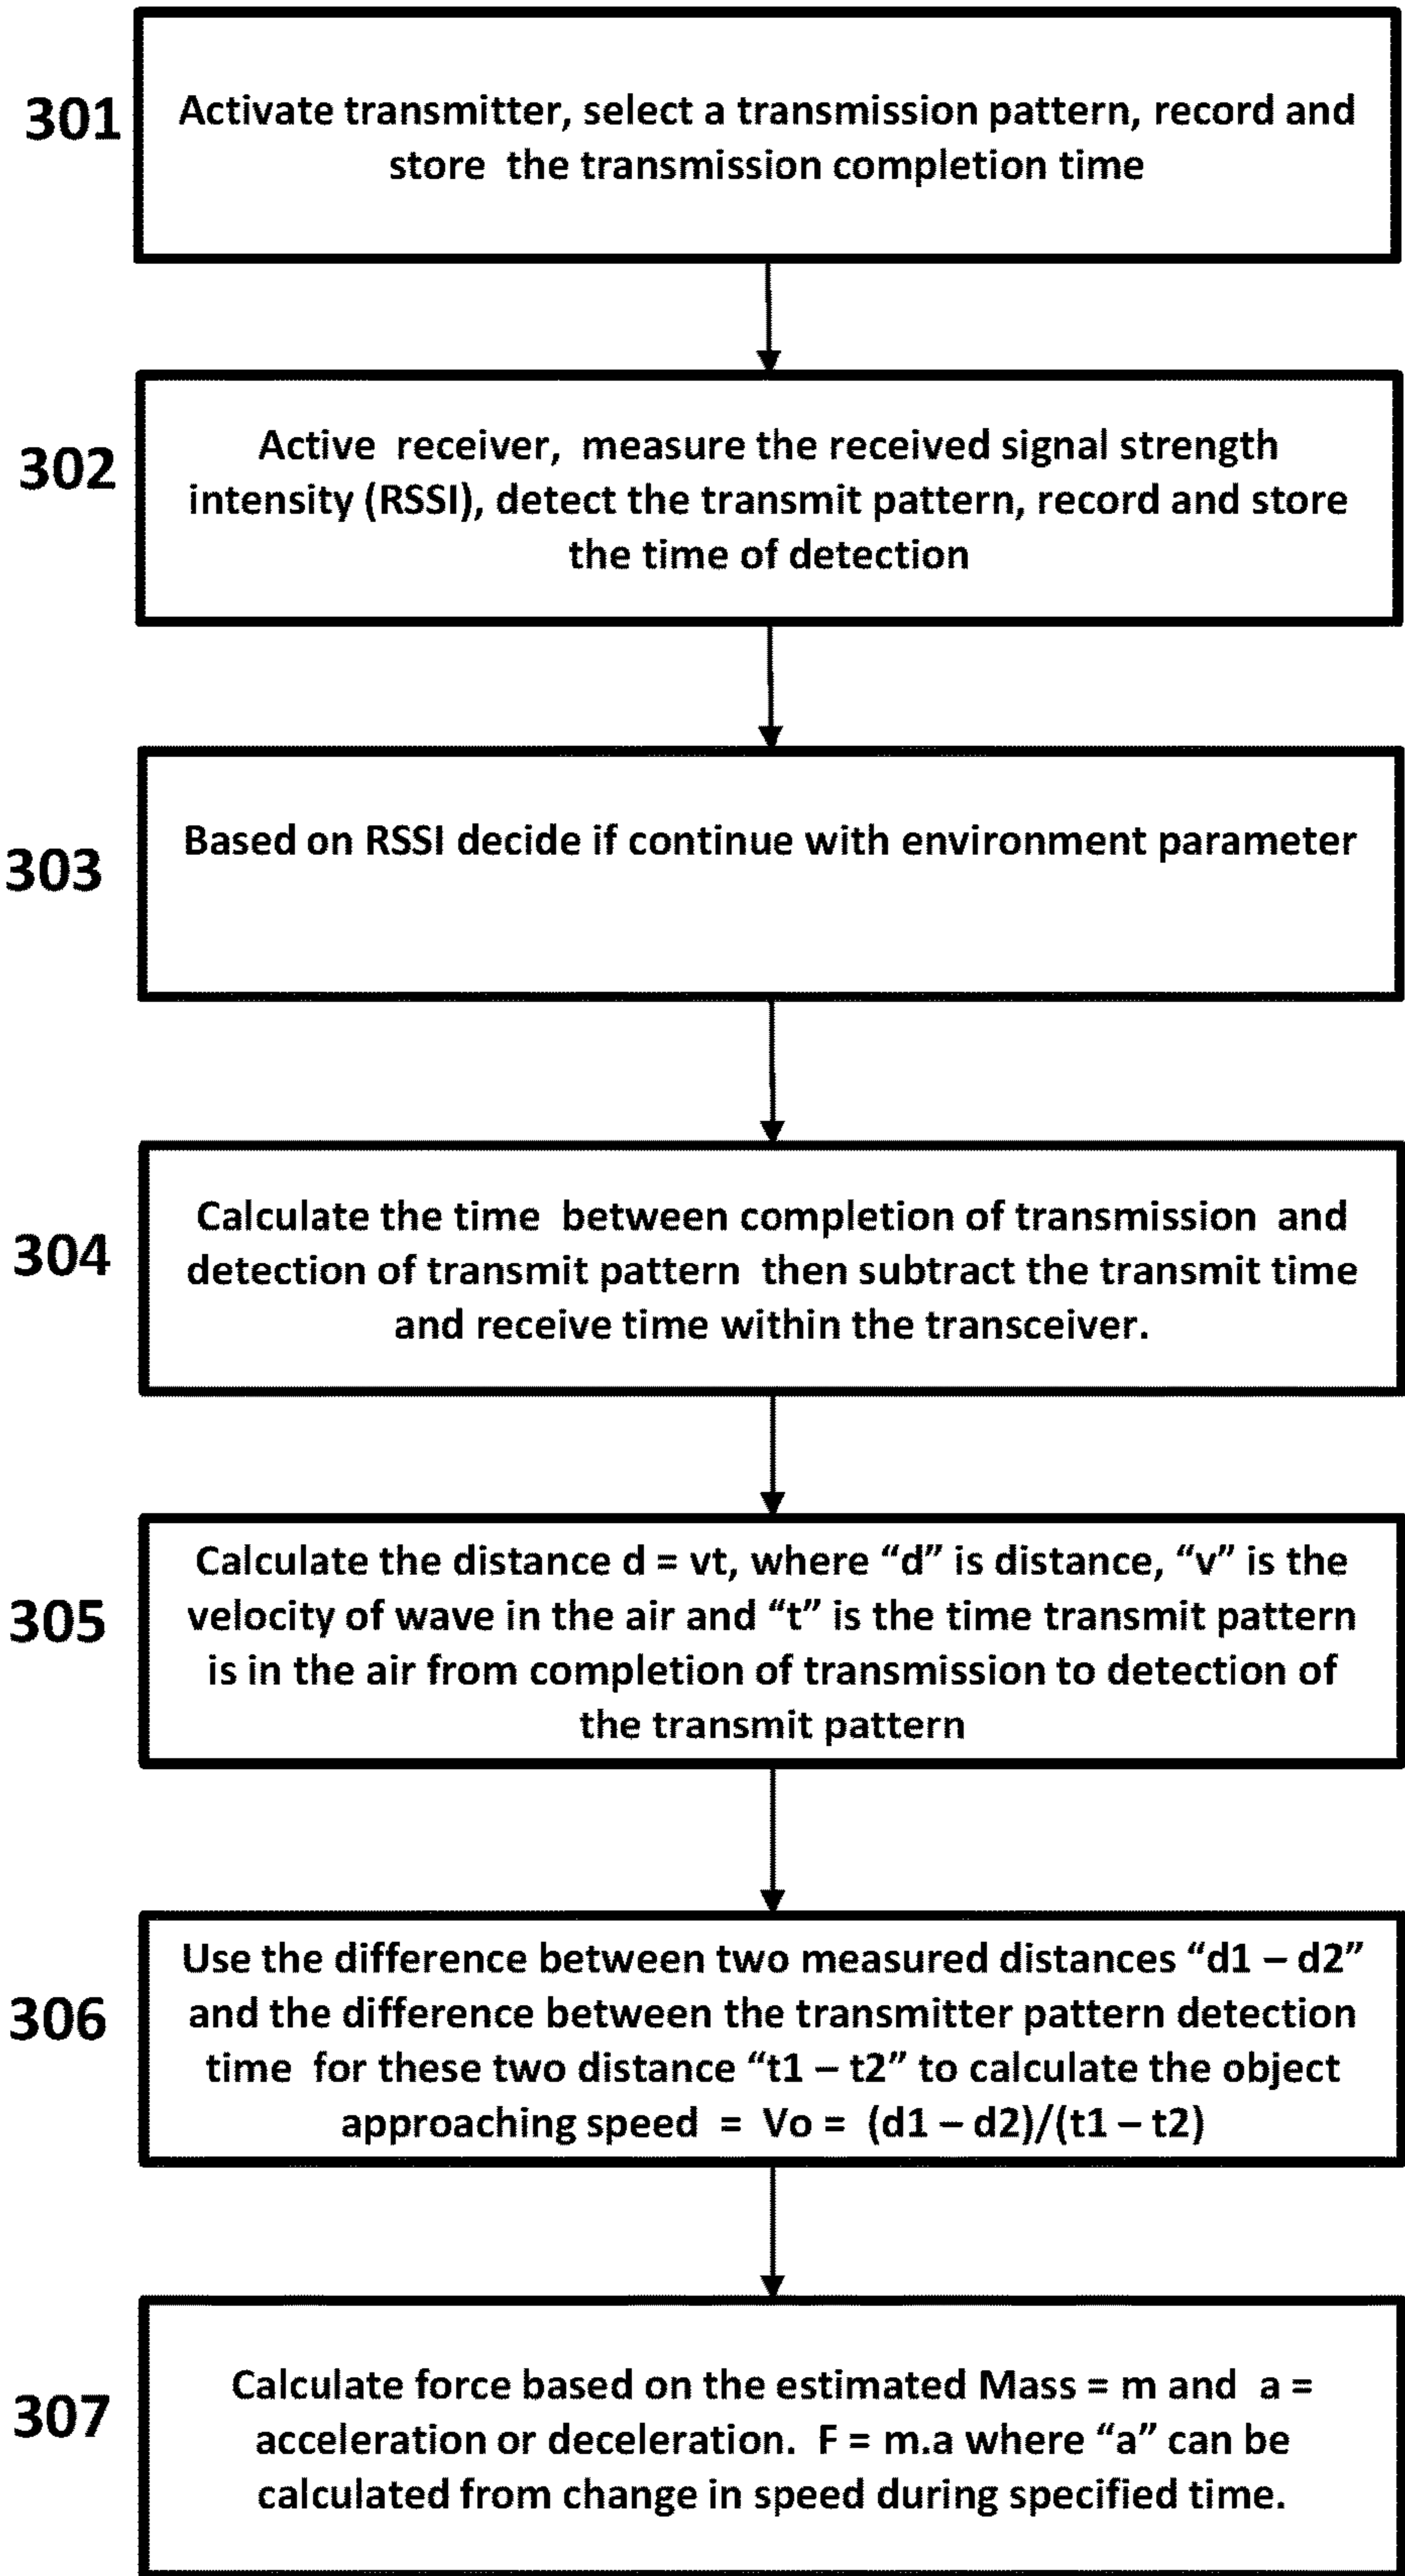 301
Activate transmitter, select a transmission pattern, record and
store the transmission completion time
302
Active receiver, measure the received signal strength
intensity (RSSI), detect the transmit pattern, record and store
the time of detection
303
Based on RSSI decide if continue with environment parameter
304
Calculate the time between completion of transmission and
detection of transmit pattern then subtract the transmit time
and receive time within the transceiver.
305
Calculate the distance d = vt, where “d” is distance, “v” is the
velocity of wave in the air and “t” is the time transmit pattern
is in the air from completion of transmission to detection of
the transmit pattern
306
Use the difference between two measured distances “d1 – d2”
and the difference between the transmitter pattern detection
time for these two distance “t1 – t2” to calculate the object
approaching speed = Vo = (d1 – d2)/(t1 – t2)
307
Calculate force based on the estimated Mass = m and a =
acceleration or deceleration. F = m.a where “a” can be
calculated from change in speed during specified time.